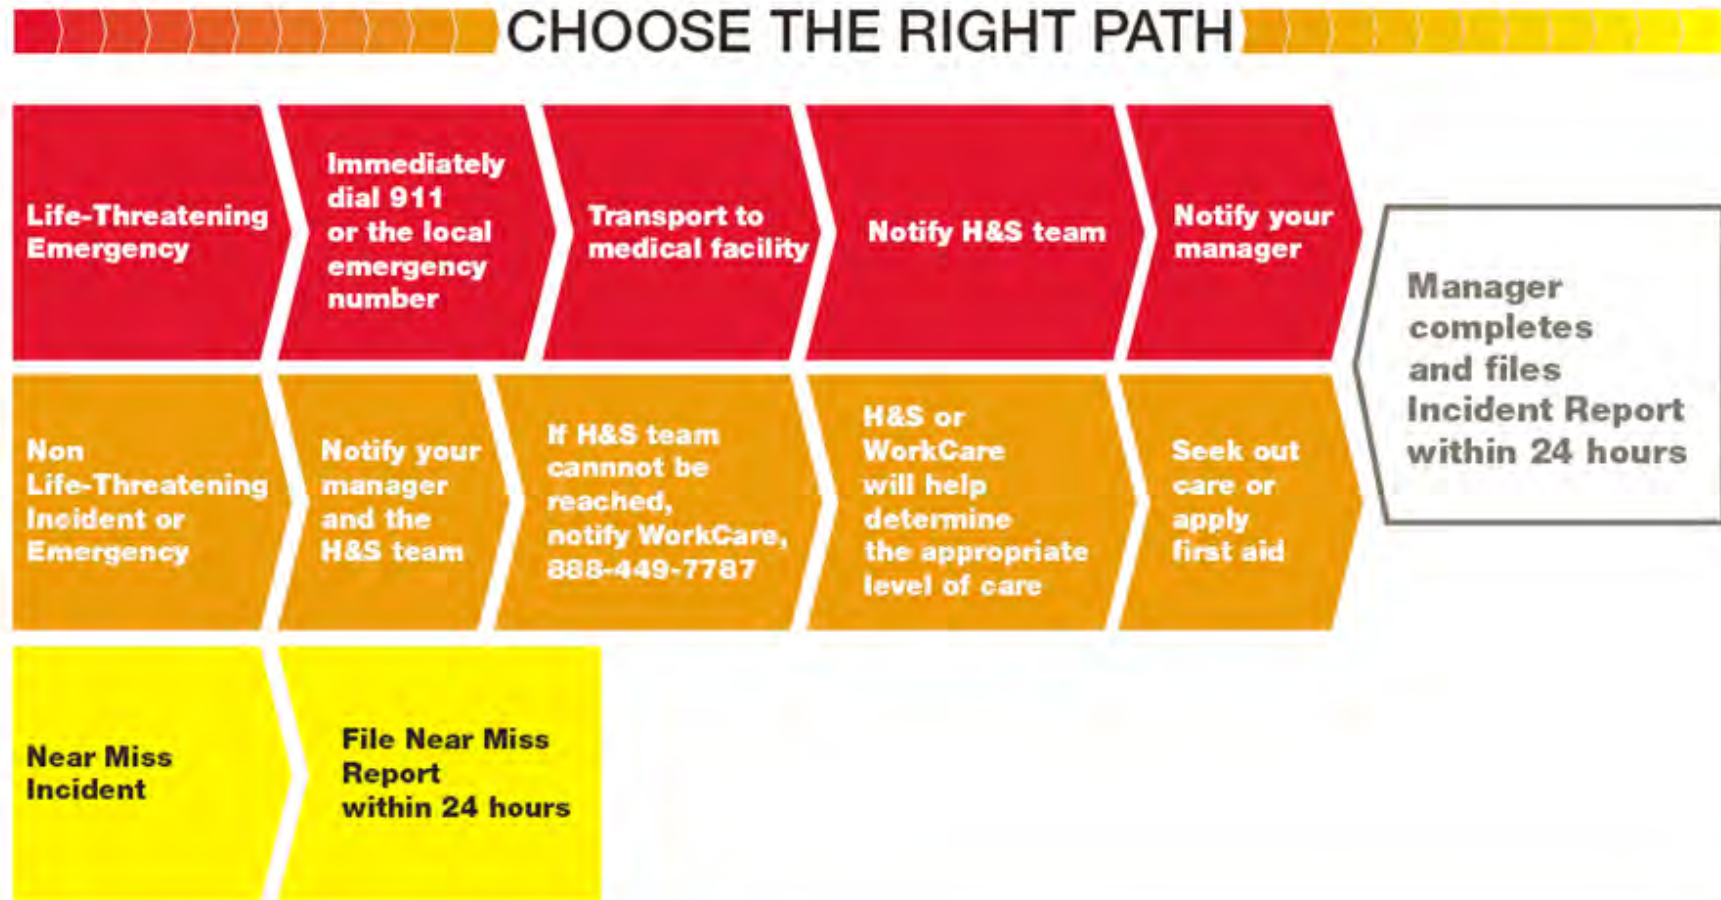 CHOOSE THE RIGHT PATH
Life-Threatening
Emergency
Immediately
dial 911
or the local
emergency
number
Transport to
medical facility
Notify H&S team
Notify your
manager
Manager
completes
and files
Incident Report
within 24 hours
Non
Life-Threatening
Incident or
Emergency
Notify your
manager
and the
H&S team
If H&S team
cannnot be
reached,
notify WorkCare,
888-449-7787
H&S or
WorkCare
will help
determine
the appropriate
level of care
Seek out
care or
apply
first aid
Near Miss
Incident
File Near Miss
Report
within 24 hours